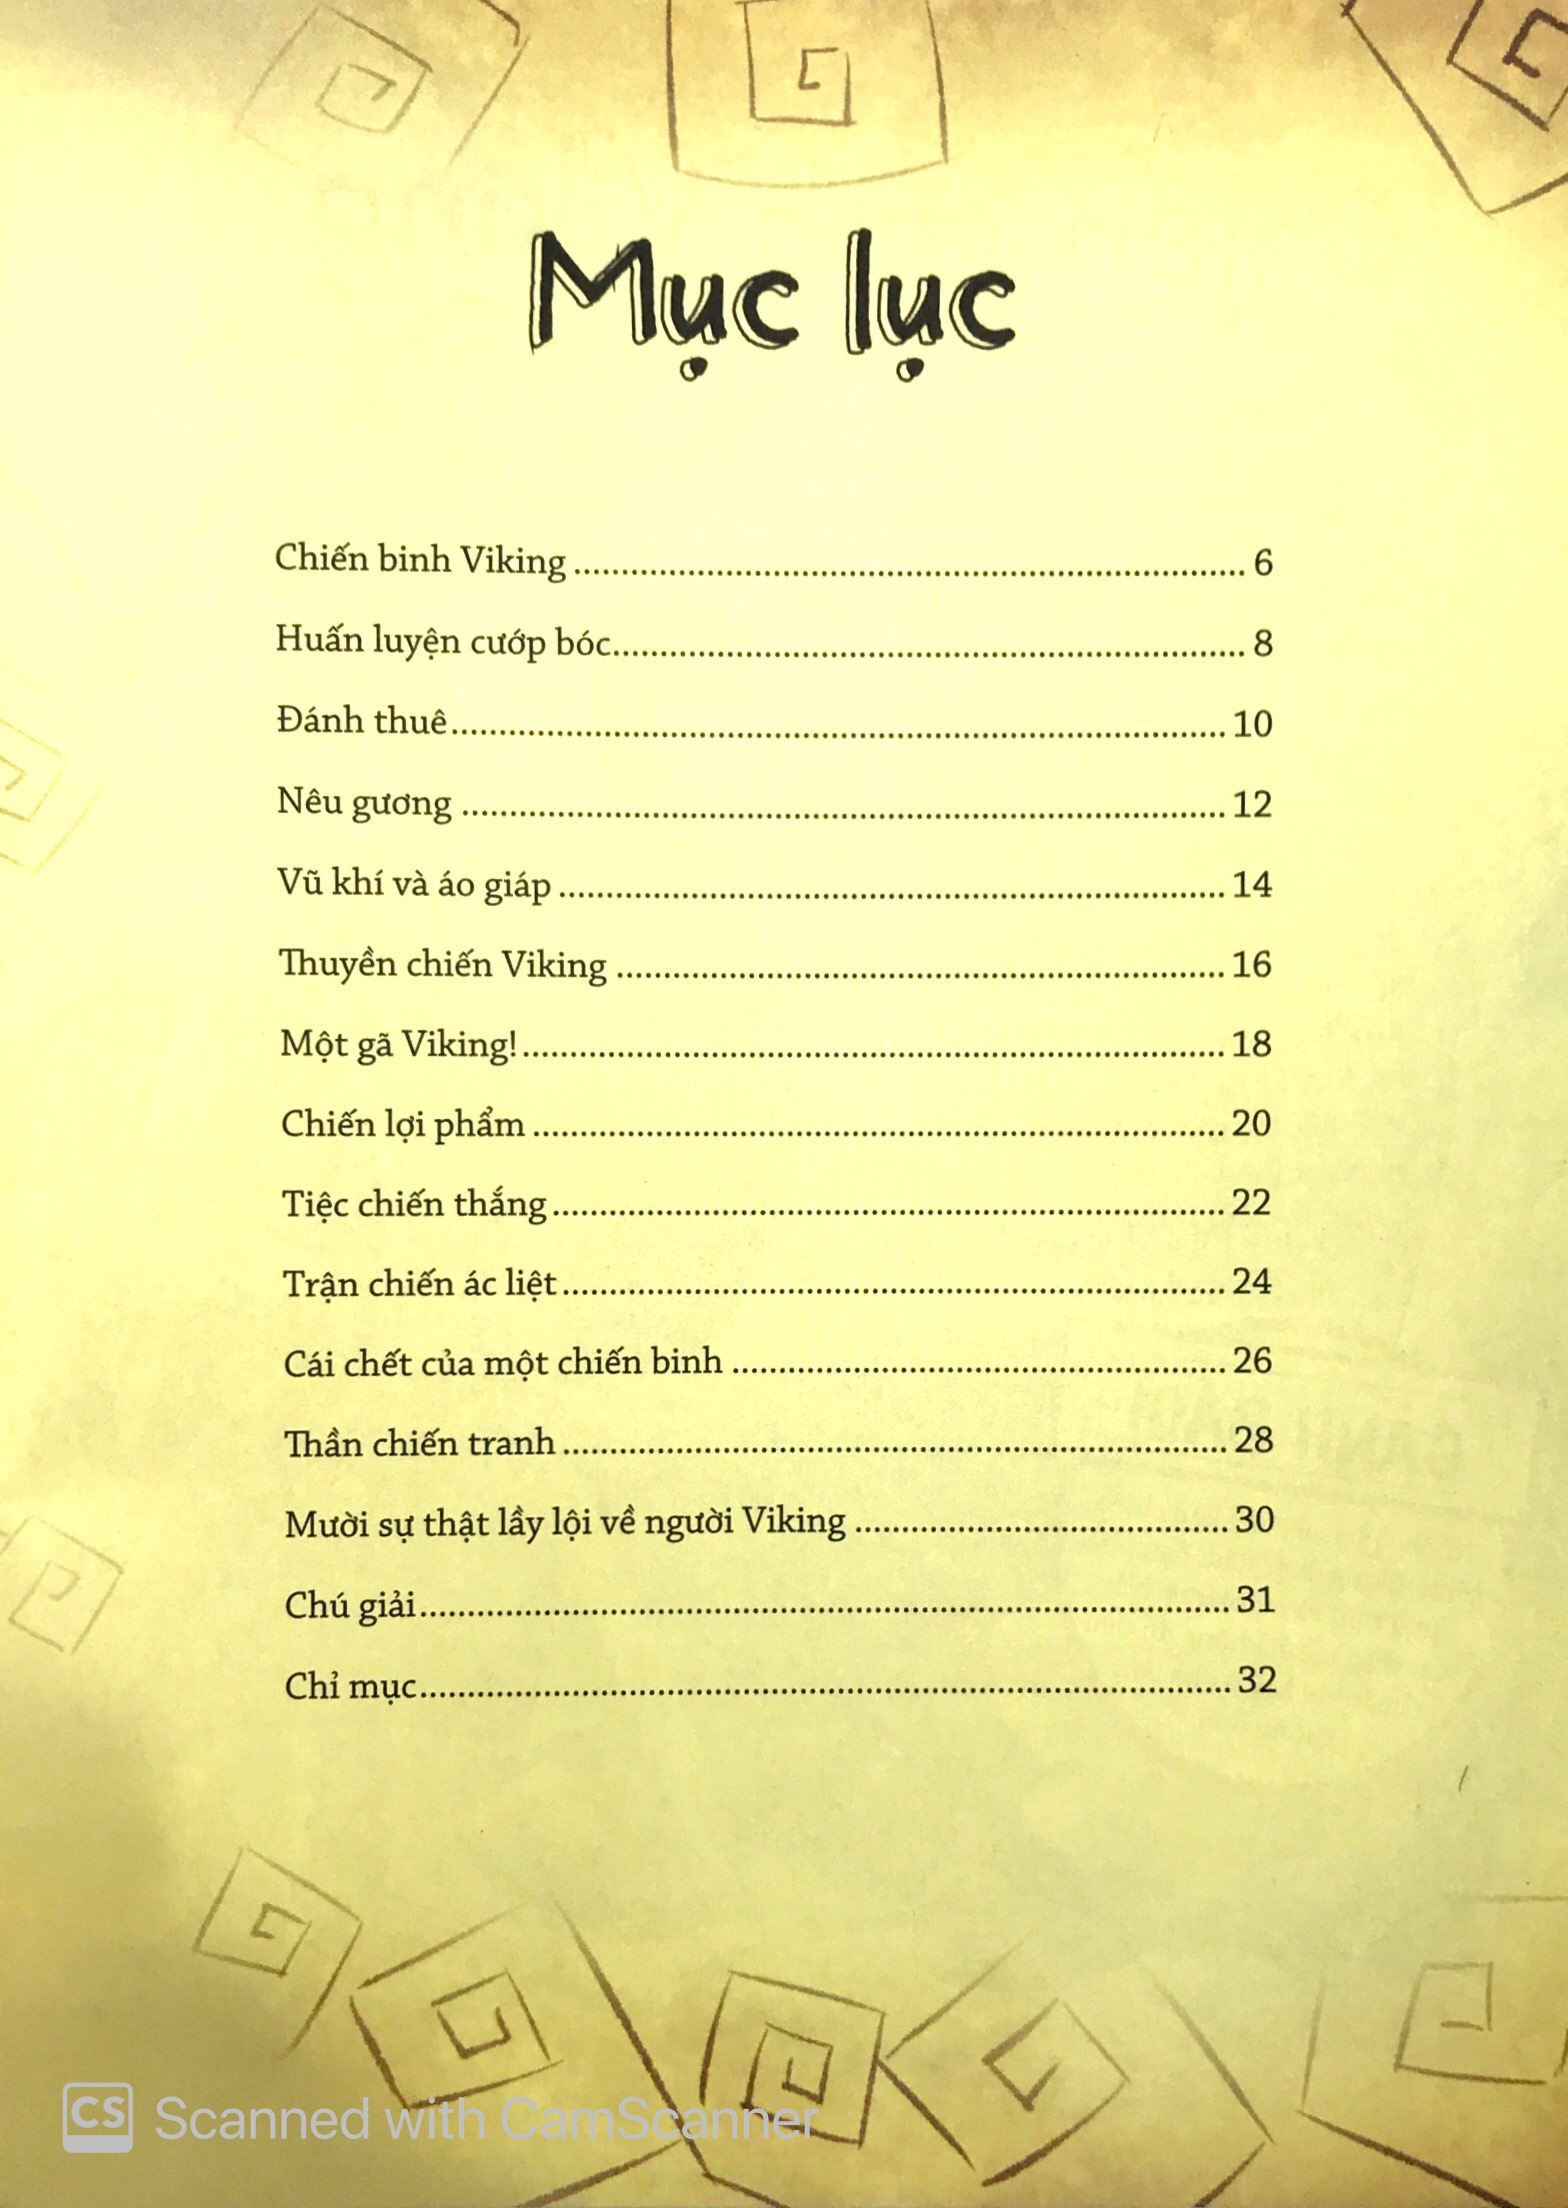 Mục lục
Chiến binh Viking ........................................................................ 6
Huấn luyện cướp bóc.................................................................... 8
Đánh thuê.................................................................................. 10
Nêu gương ................................................................................. 12
Vũ khí và áo giáp ....................................................................... 14
Thuyền chiến Viking ................................................................. 16
Một gã Viking!........................................................................... 18
Chiến lợi phẩm .......................................................................... 20
Tiệc chiến thắng........................................................................ 22
Trận chiến ác liệt....................................................................... 24
Cái chết của một chiến binh ..................................................... 26
Thần chiến tranh ....................................................................... 28
Mười sự thật lầy lội về người Viking ........................................ 30
Chú giải...................................................................................... 31
Chỉ mục...................................................................................... 32
CS Scanned with CamScanner